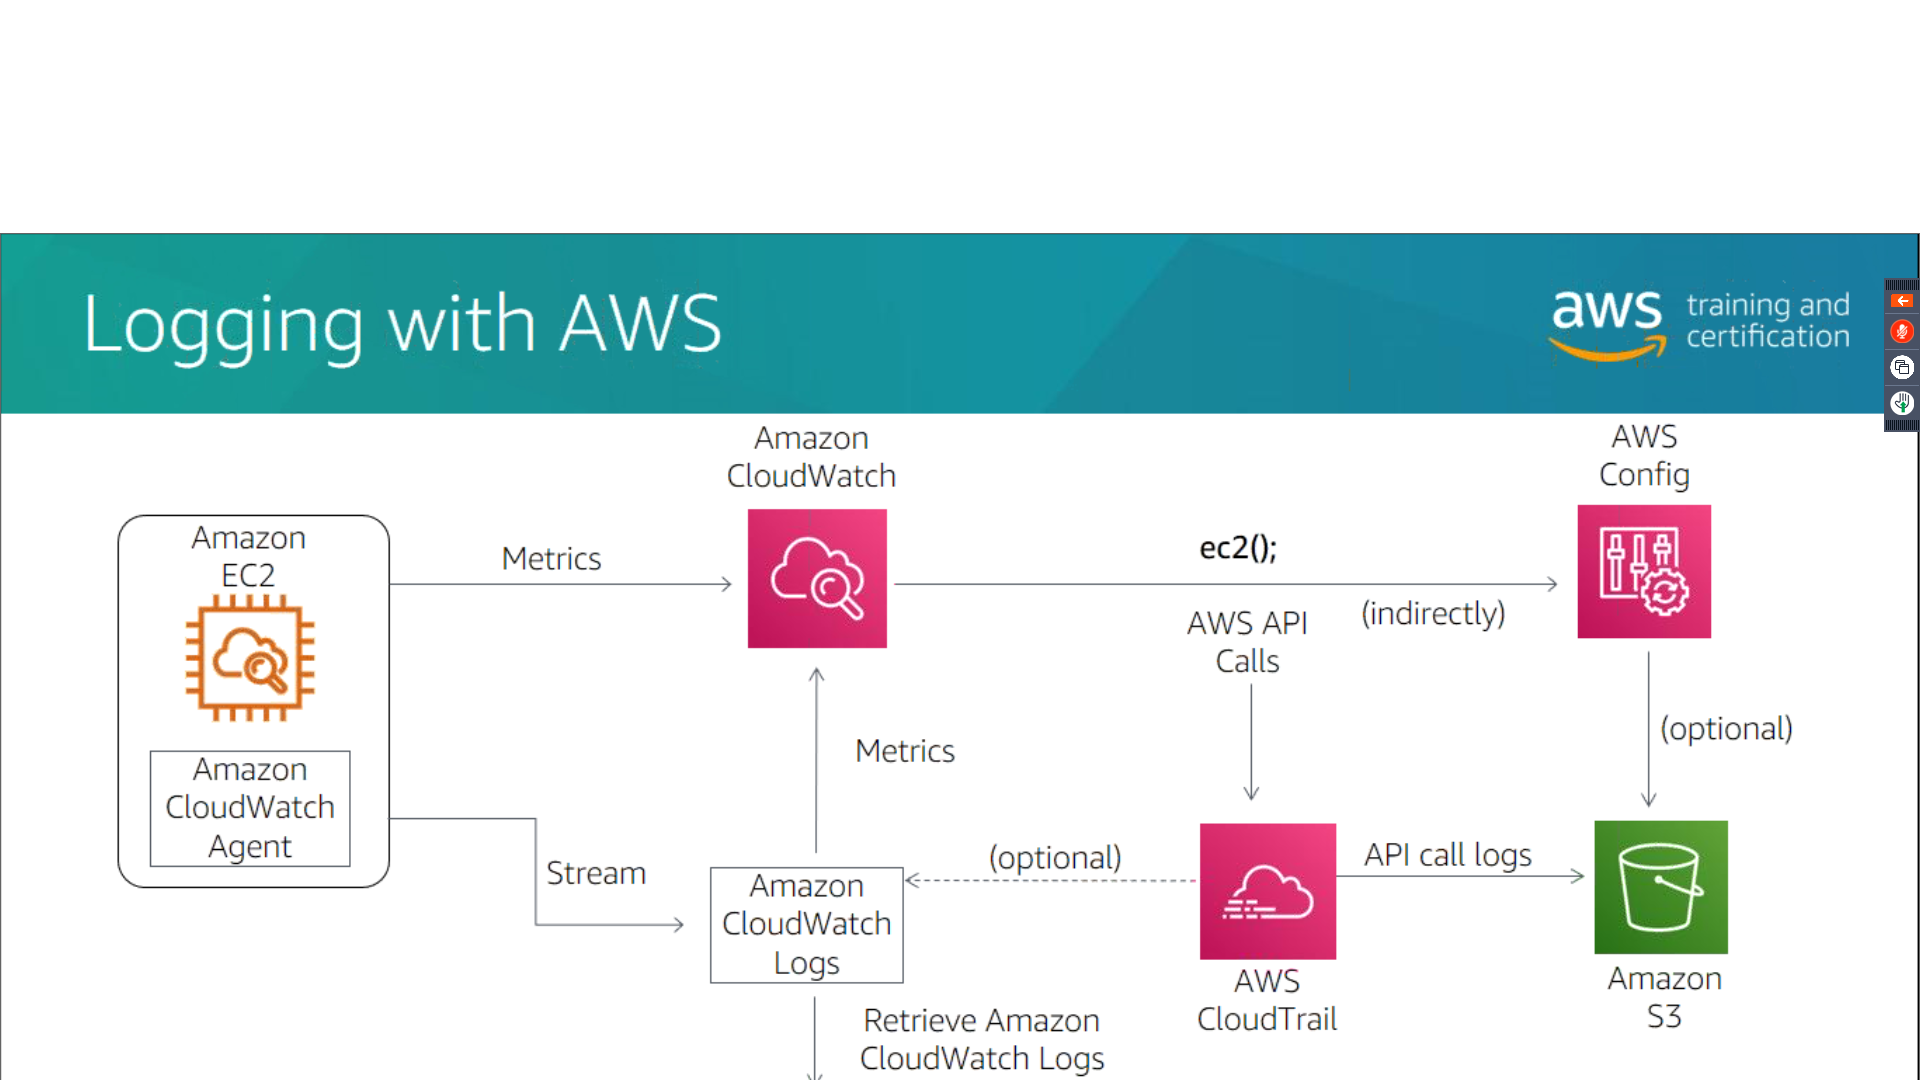 Logging with AWS
aws training and
certification
Amazon
CloudWatch
AWS
Config
Amazon
EC2
Metrics
ec2();
(indirectly)
AWS API
Calls
(optional)
Metrics
Amazon
CloudWatch
Agent
Stream
(optional)
API call logs
Amazon
CloudWatch
Logs
AWS
CloudTrail
Amazon
S3
Retrieve Amazon
CloudWatch Logs